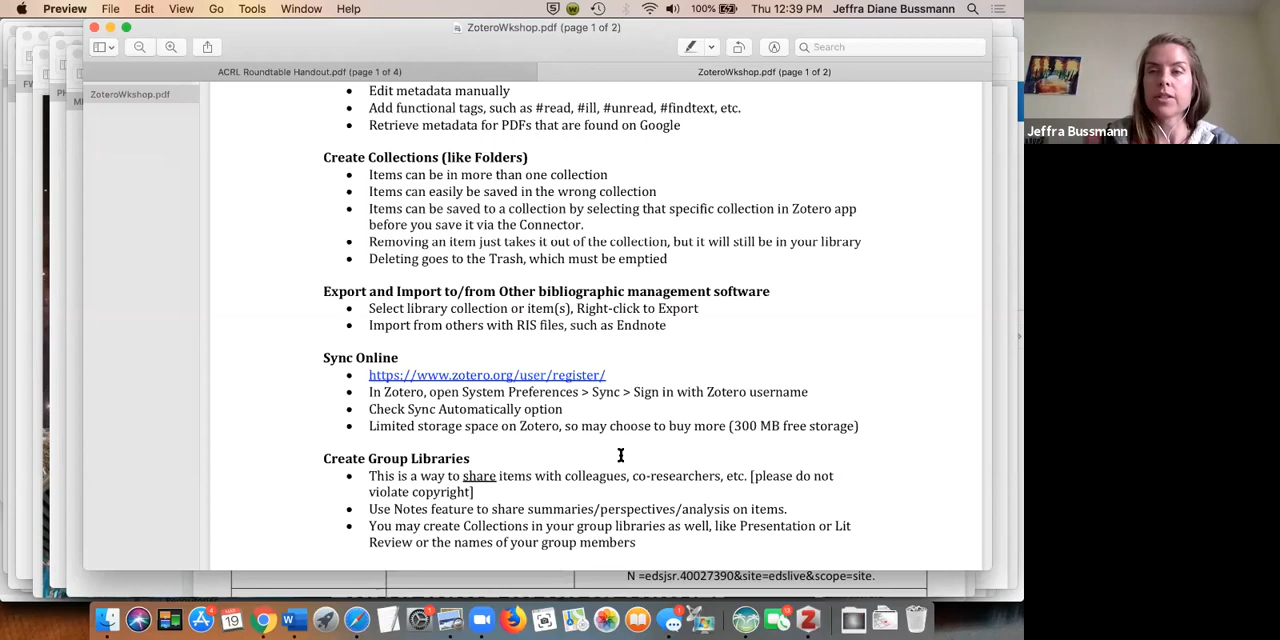 Preview File Edit View Go Tools Window Help 100% Thu 12:39 PM Jeffra Diane Bussmann
ZoteroWkshop.pdf (page 1 of 2)
Search
ACRL Roundtable Handout.pdf (page 1 of 4) ZoteroWkshop.pdf (page 1 of 2)
ZoteroWkshop.pdf
• Edit metadata manually
• Add functional tags, such as #read, #ill, #unread, #findtext, etc.
• Retrieve metadata for PDFs that are found on Google
Create Collections (like Folders)
• Items can be in more than one collection
• Items can easily be saved in the wrong collection
• Items can be saved to a collection by selecting that specific collection in Zotero app
before you save it via the Connector.
• Removing an item just takes it out of the collection, but it will still be in your library
• Deleting goes to the Trash, which must be emptied
Export and Import to/from Other bibliographic management software
• Select library collection or item(s), Right-click to Export
• Import from others with RIS files, such as Endnote
Sync Online
• https://www.zotero.org/user/register/
• In Zotero, open System Preferences > Sync > Sign in with Zotero username
• Check Sync Automatically option
• Limited storage space on Zotero, so may choose to buy more (300 MB free storage)
Create Group Libraries
• This is a way to share items with colleagues, co-researchers, etc. [please do not
violate copyright]
• Use Notes feature to share summaries/perspectives/analysis on items.
• You may create Collections in your group libraries as well, like Presentation or Lit
Review or the names of your group members
N =edsjsr.40027390&site=edslive&scope=site.
Jeffra Bussmann